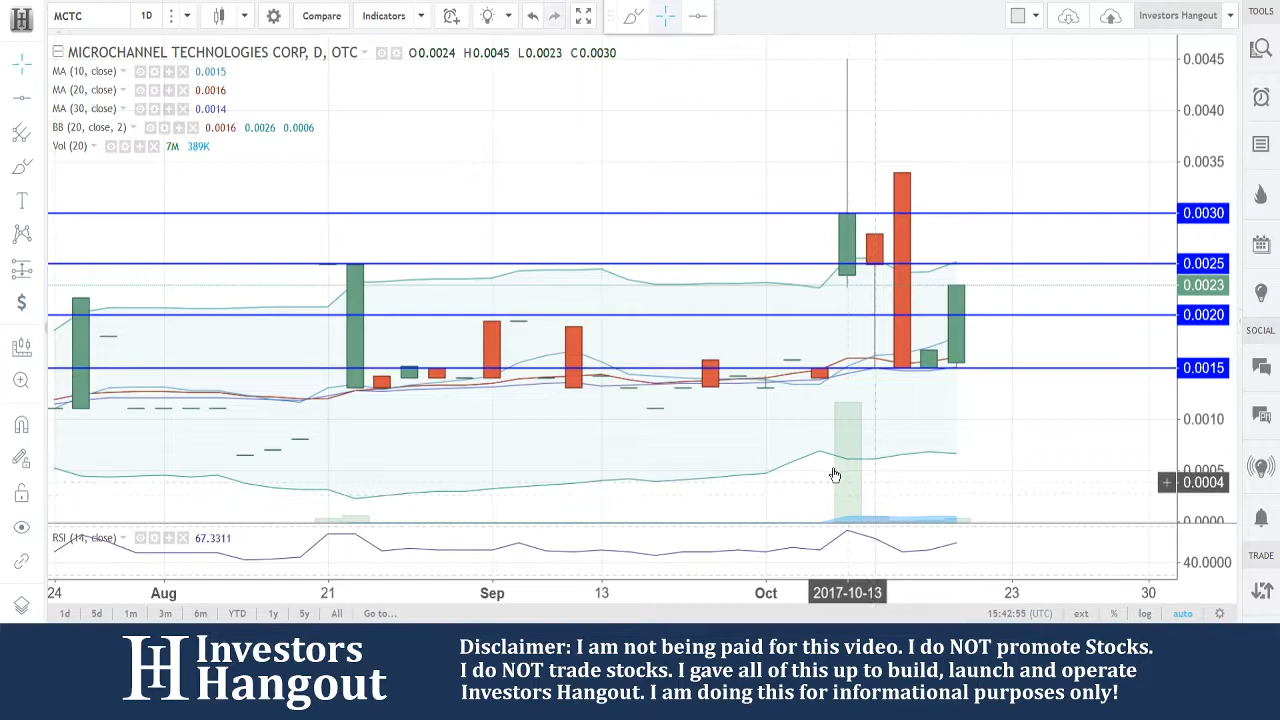 MCTC 1D Compare Indicators Investors Hangout TOOLS
MICROCHANNEL TECHNOLOGIES CORP, D, OTC O0.0024 H0.0045 L0.0023 C0.0030
MA (10, close) 0.0015
MA (20, close) 0.0016
MA (30, close) 0.0014
BB (20, close, 2) 0.0016 0.0026 0.0006
Vol (20) 7M 389K
0.0045
0.0040
0.0035
0.0030
0.0025
0.0023
0.0020
0.0015
0.0010
0.0005
0.0004
0.0000
SOCIAL
RSI (14, close) 67.3311
40.0000
TRADE
24 Aug 21 Sep 13 Oct 2017-10-13 23 30
1d 5d 1m 3m 6m YTD 1y 5y All Go to... 15:42:55 (UTC) ext % log auto
H Investors
Hangout
Disclaimer: I am not being paid for this video. I do NOT promote Stocks.
I do NOT trade stocks. I gave all of this up to build, launch and operate
Investors Hangout. I am doing this for informational purposes only!